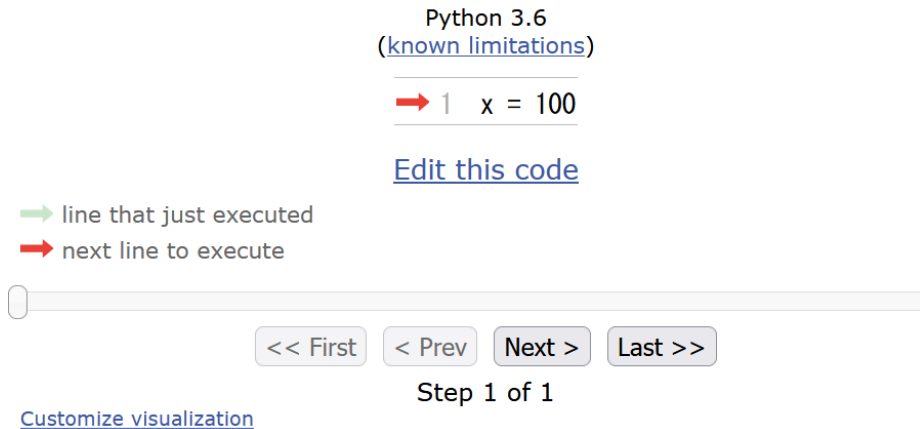 Python 3.6
(known limitations)
1 x = 100
Edit this code
line that just executed
next line to execute
<< First < Prev Next > Last >>
Step 1 of 1
Customize visualization